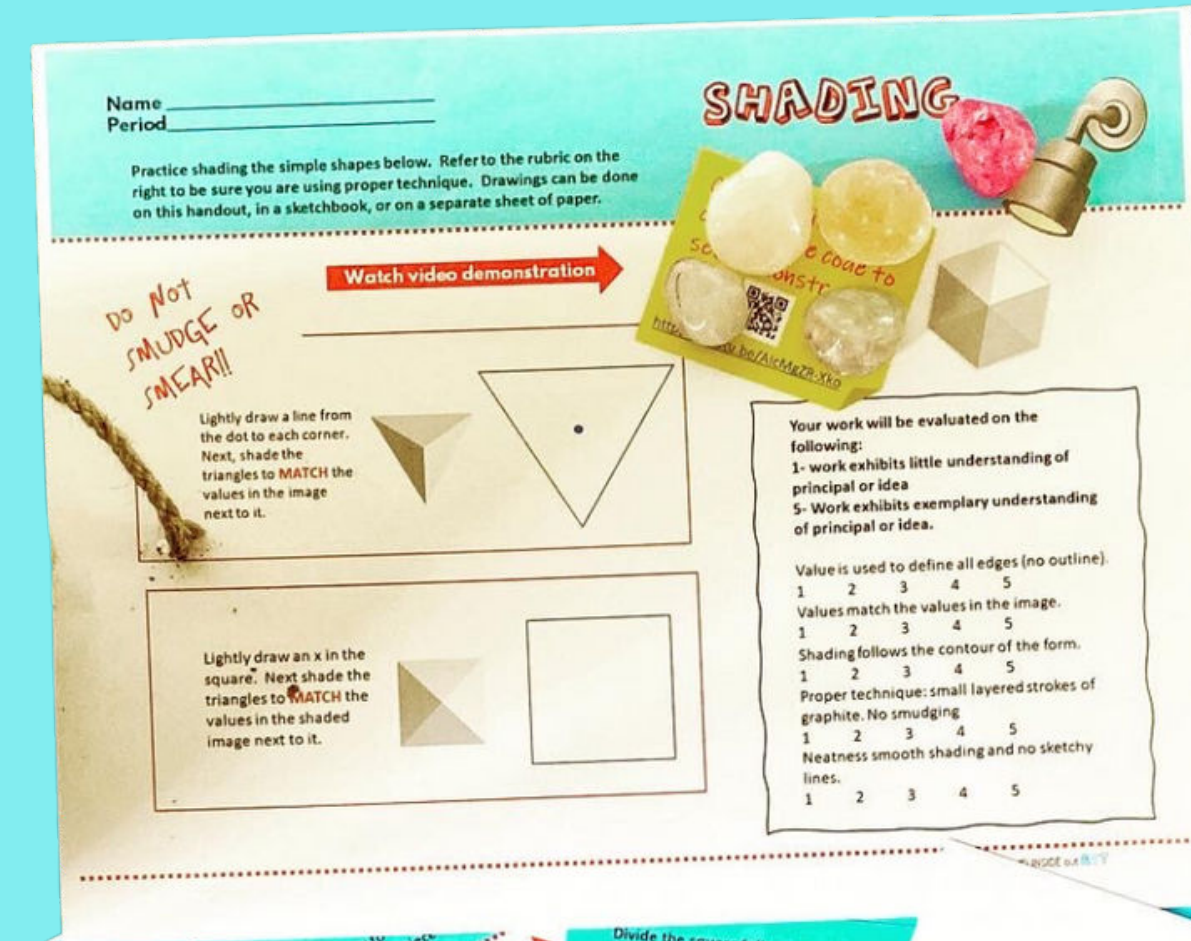 Name
Period
SHADING
Practice shading the simple shapes below. Refer to the rubric on the
right to be sure you are using proper technique. Drawings can be done
on this handout, in a sketchbook, or on a separate sheet of paper.
Watch video demonstration
code to
DO NOT
SMUDGE OR
SMEAR!!
Lightly draw a line from
the dot to each corner.
Next, shade the
triangles to MATCH the
values in the image
next to it.
Lightly draw an x in the
square. Next shade the
triangles to MATCH the
values in the shaded
image next to it.
Your work will be evaluated on the
following:
1- work exhibits little understanding of
principal or idea
5- Work exhibits exemplary understanding
of principal or idea.
Value is used to define all edges (no outline).
1 2 3 4 5
Values match the values in the image.
1 2 3 4 5
Shading follows the contour of the form.
1 2 3 4 5
Proper technique: small layered strokes of
graphite. No smudging
1 2 3 4 5
Neatness smooth shading and no sketchy
lines.
1 2 3 4 5
INSIDE out ART
Divide the